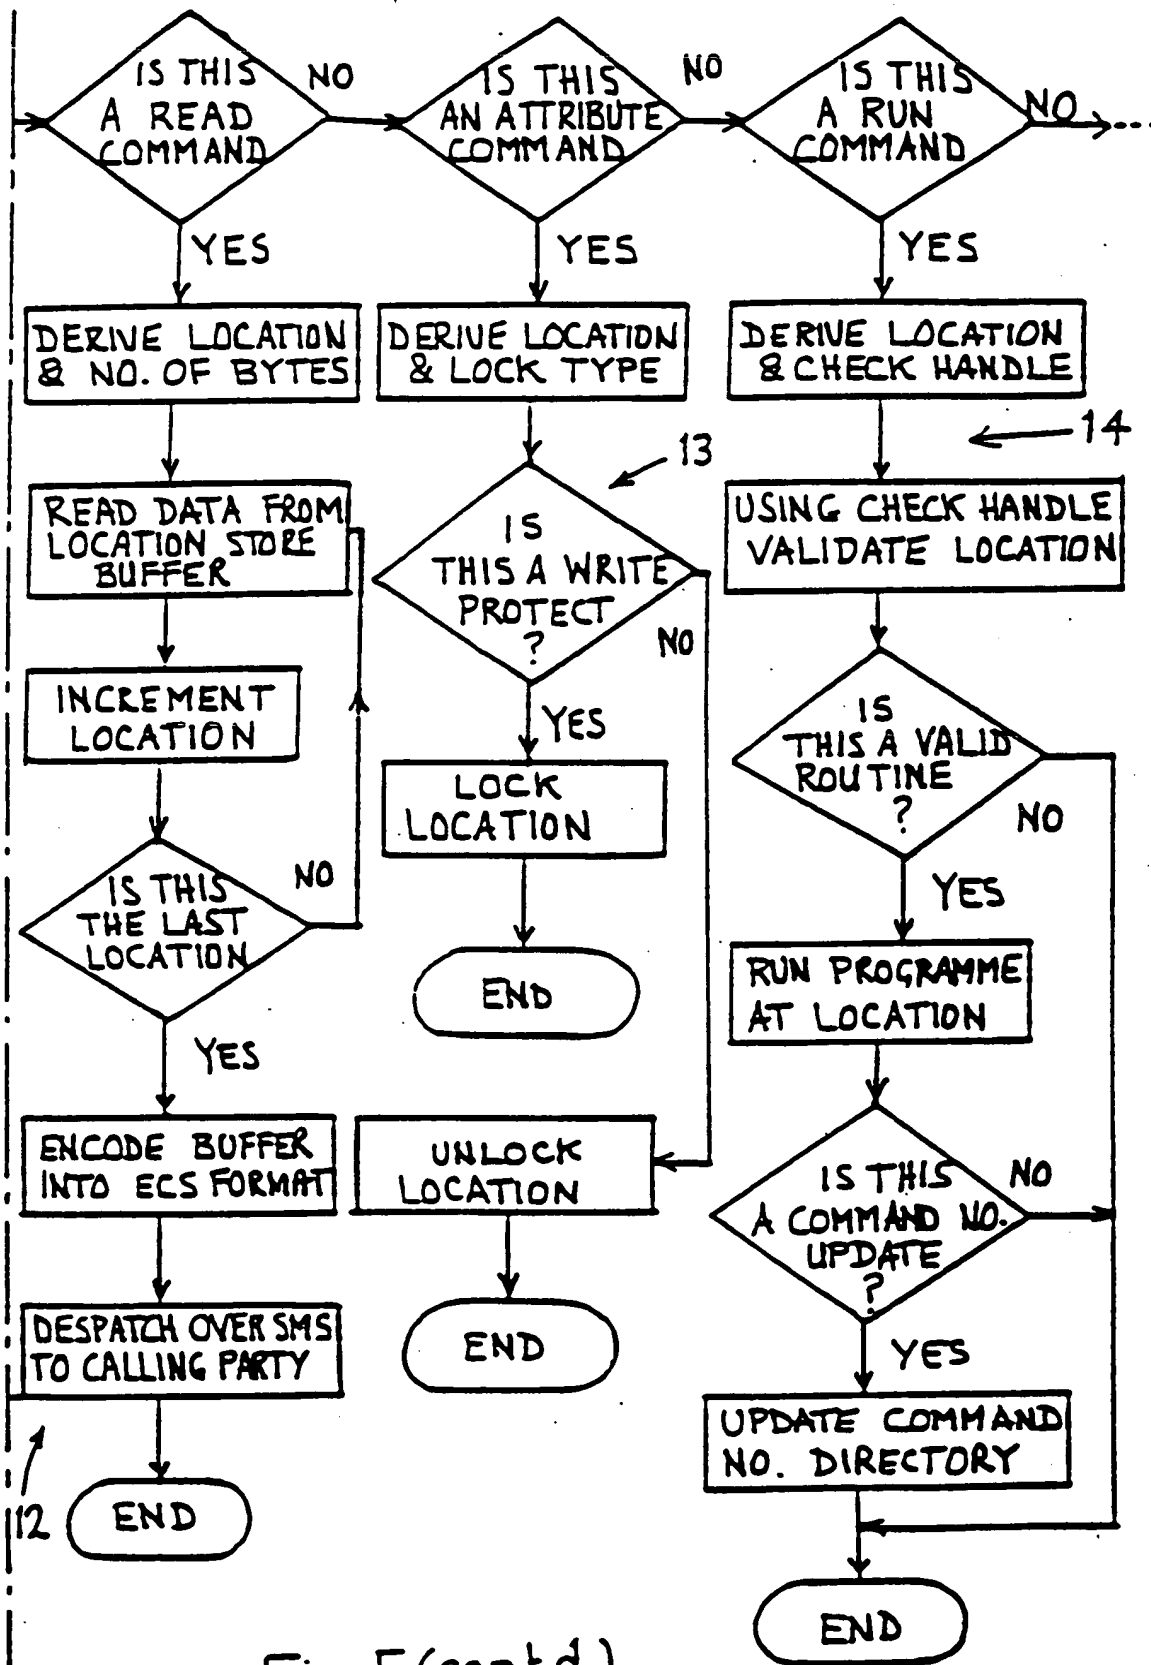 IS THIS
A READ
COMMAND
NO
YES
DERIVE LOCATION
& NO. OF BYTES
READ DATA FROM
LOCATION STORE
BUFFER
INCREMENT
LOCATION
IS THIS
THE LAST
LOCATION
NO
YES
ENCODE BUFFER
INTO ECS FORMAT
DESPATCH OVER SMS
TO CALLING PARTY
12
END
IS THIS
AN ATTRIBUTE
COMMAND
NO
YES
DERIVE LOCATION
& LOCK TYPE
13
IS
THIS A WRITE
PROTECT
?
NO
YES
LOCK
LOCATION
END
UNLOCK
LOCATION
END
IS THIS
A RUN
COMMAND
NO
YES
DERIVE LOCATION
& CHECK HANDLE
14
USING CHECK HANDLE
VALIDATE LOCATION
IS
THIS A VALID
ROUTINE
?
NO
YES
RUN PROGRAMME
AT LOCATION
IS THIS
A COMMAND NO.
UPDATE
?
NO
YES
UPDATE COMMAND
NO. DIRECTORY
END
Fig. 5 (contd.)